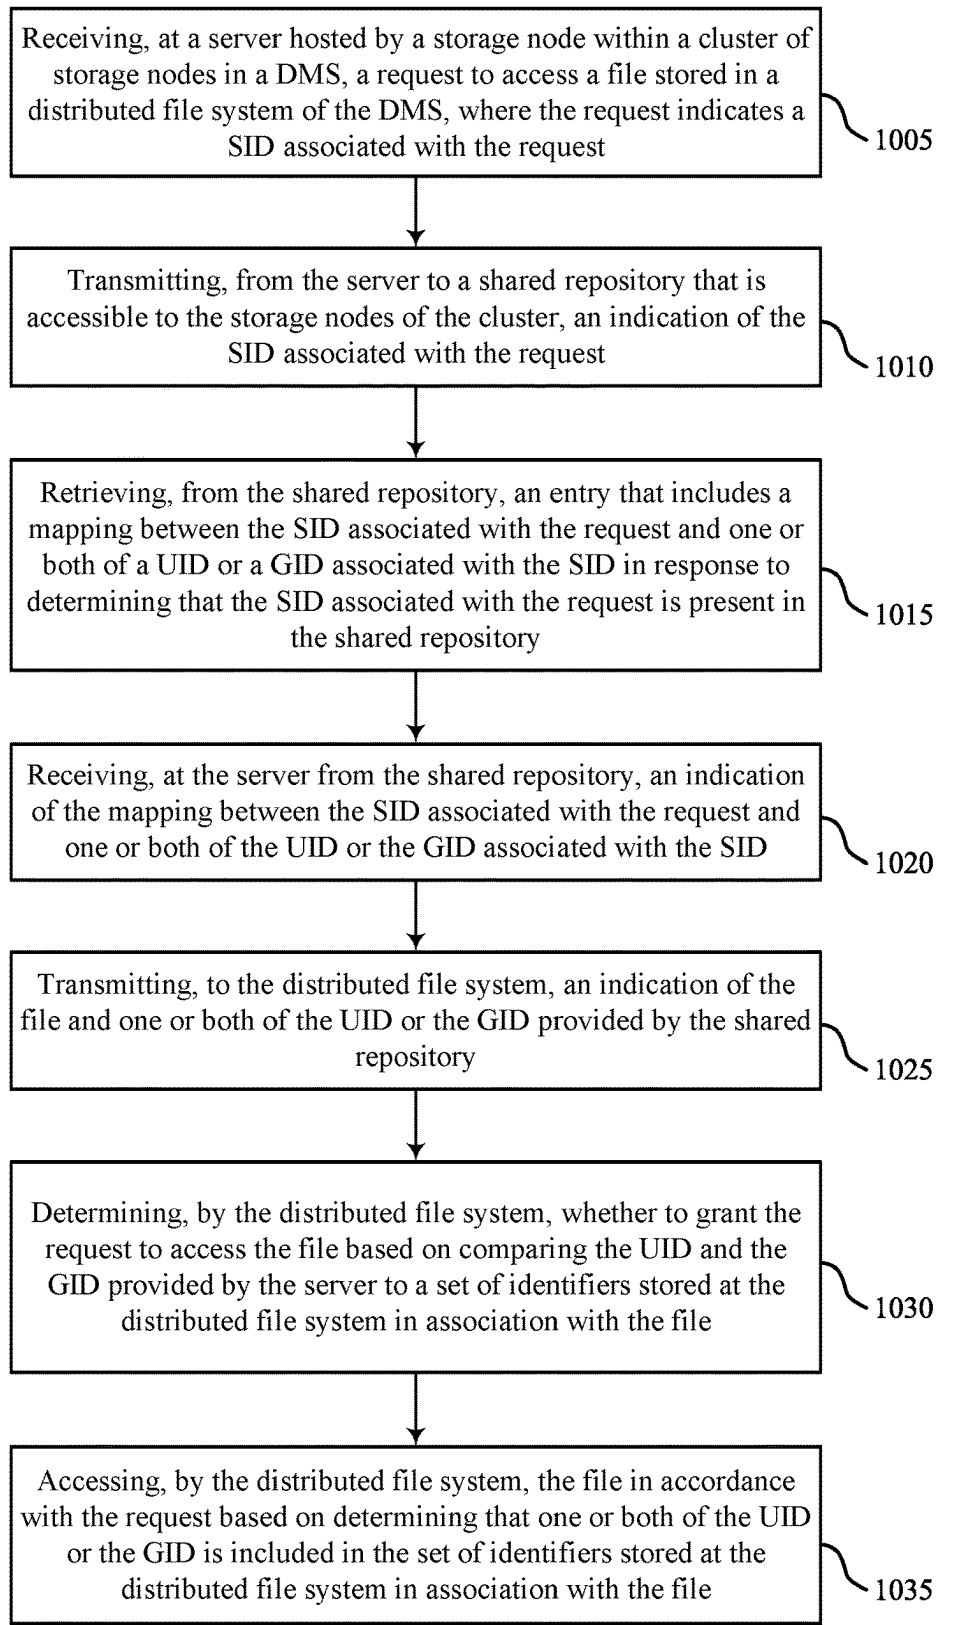 Receiving, at a server hosted by a storage node within a cluster of
storage nodes in a DMS, a request to access a file stored in a
distributed file system of the DMS, where the request indicates a
SID associated with the request
1005
Transmitting, from the server to a shared repository that is
accessible to the storage nodes of the cluster, an indication of the
SID associated with the request
1010
Retrieving, from the shared repository, an entry that includes a
mapping between the SID associated with the request and one or
both of a UID or a GID associated with the SID in response to
determining that the SID associated with the request is present in
the shared repository
1015
Receiving, at the server from the shared repository, an indication
of the mapping between the SID associated with the request and
one or both of the UID or the GID associated with the SID
1020
Transmitting, to the distributed file system, an indication of the
file and one or both of the UID or the GID provided by the shared
repository
1025
Determining, by the distributed file system, whether to grant the
request to access the file based on comparing the UID and the
GID provided by the server to a set of identifiers stored at the
distributed file system in association with the file
1030
Accessing, by the distributed file system, the file in accordance
with the request based on determining that one or both of the UID
or the GID is included in the set of identifiers stored at the
distributed file system in association with the file
1035